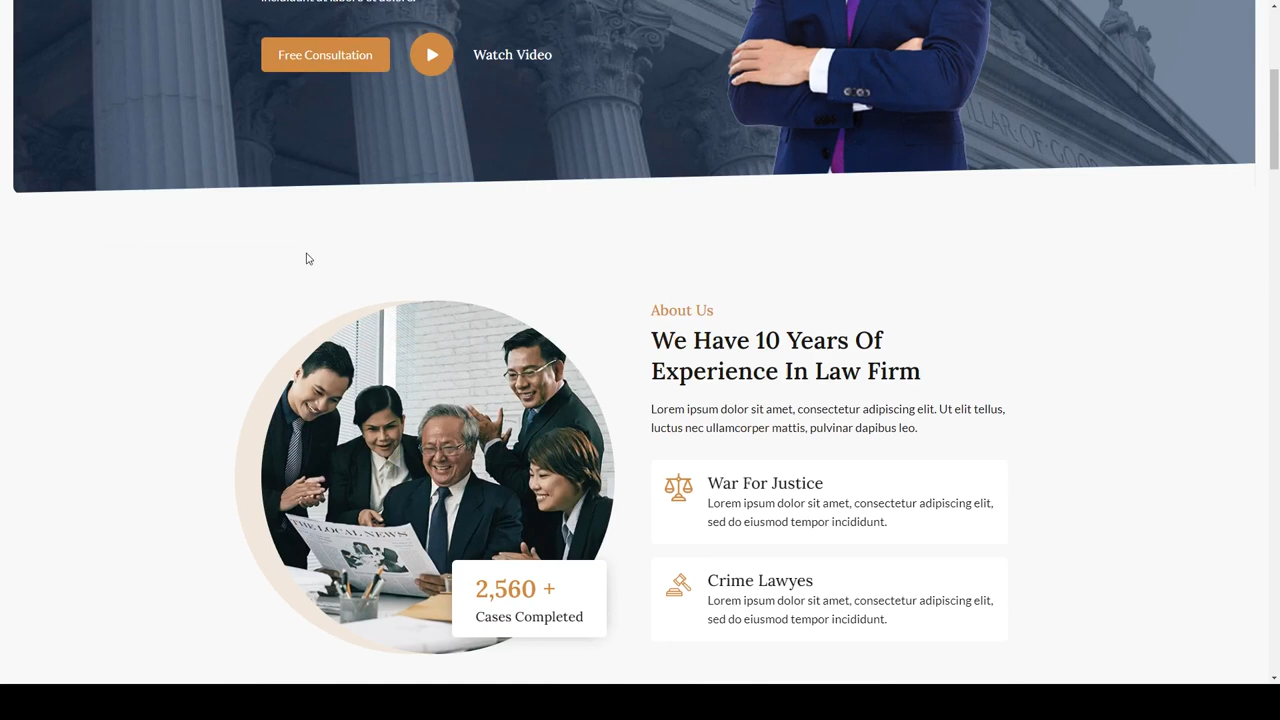 Free Consultation
Watch Video
About Us
We Have 10 Years Of
Experience In Law Firm
Lorem ipsum dolor sit amet, consectetur adipiscing elit. Ut elit tellus,
luctus nec ullamcorper mattis, pulvinar dapibus leo.
War For Justice
Lorem ipsum dolor sit amet, consectetur adipiscing elit,
sed do eiusmod tempor incididunt.
Crime Lawyes
Lorem ipsum dolor sit amet, consectetur adipiscing elit,
sed do eiusmod tempor incididunt.
THE LOCAL NEWS
2,560 +
Cases Completed